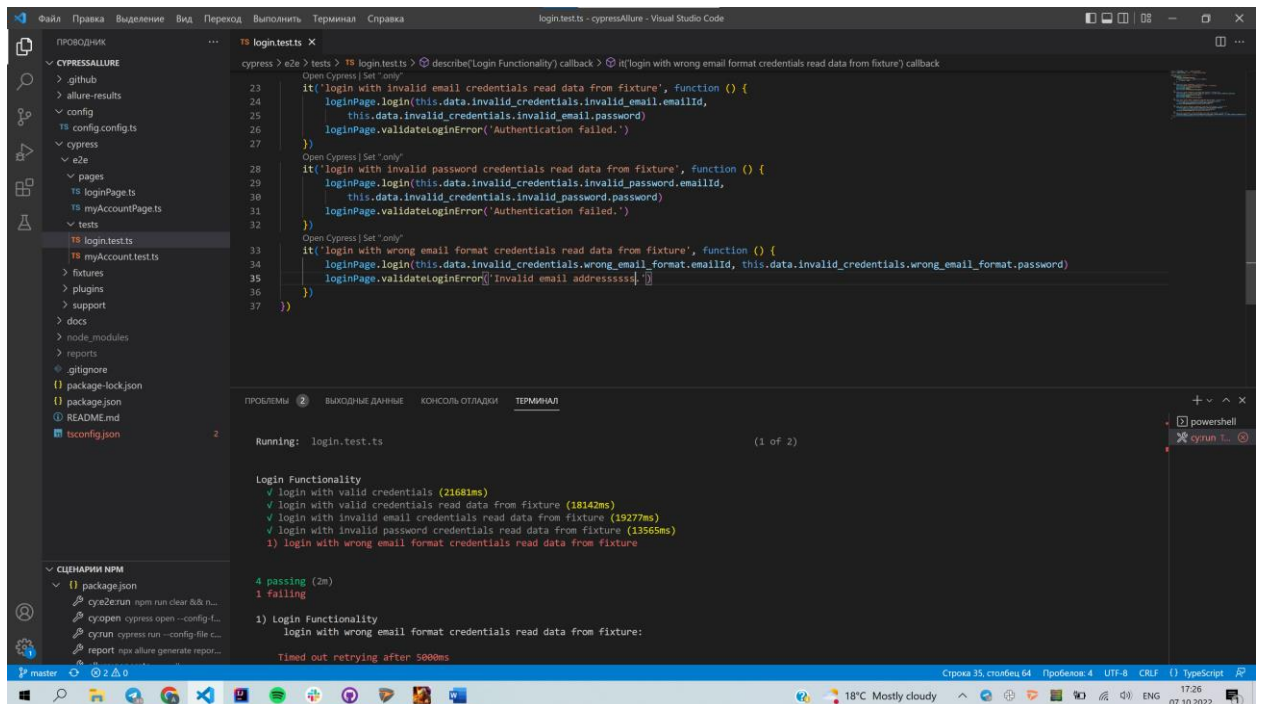 Файл Правка Выделение Вид Переход Выполнить Терминал Справка
login.test.ts - cypressAllure - Visual Studio Code
ПРОВОДНИК
CYPRESSALLURE
.github
allure-results
config
TS config.config.ts
cypress
e2e
pages
TS loginPage.ts
TS myAccountPage.ts
tests
TS login.test.ts
TS myAccount.test.ts
fixtures
plugins
support
docs
node_modules
reports
.gitignore
{} package-lock.json
{} package.json
README.md
tsconfig.json 2
СЦЕНАРИИ NPM
{} package.json
cy:e2e:run npm run clear && n...
cy:open cypress open --config-f...
cy:run cypress run --config-file c...
report npx allure generate repor...
TS login.test.ts
cypress > e2e > tests > TS login.test.ts > describe('Login Functionality') callback > it('login with wrong email format credentials read data from fixture') callback
Open Cypress | Set ".only"
23 it('login with invalid email credentials read data from fixture', function () {
24 loginPage.login(this.data.invalid_credentials.invalid_email.emailId,
25 this.data.invalid_credentials.invalid_email.password)
26 loginPage.validateLoginError('Authentication failed.')
27 })
Open Cypress | Set ".only"
28 it('login with invalid password credentials read data from fixture', function () {
29 loginPage.login(this.data.invalid_credentials.invalid_password.emailId,
30 this.data.invalid_credentials.invalid_password.password)
31 loginPage.validateLoginError('Authentication failed.')
32 })
Open Cypress | Set ".only"
33 it('login with wrong email format credentials read data from fixture', function () {
34 loginPage.login(this.data.invalid_credentials.wrong_email_format.emailId, this.data.invalid_credentials.wrong_email_format.password)
35 loginPage.validateLoginError('Invalid email addressssss.')
36 })
37 })
ПРОБЛЕМЫ 2 ВЫХОДНЫЕ ДАННЫЕ КОНСОЛЬ ОТЛАДКИ ТЕРМИНАЛ
powershell
cy:run T...
Running: login.test.ts (1 of 2)
Login Functionality
√ login with valid credentials (21681ms)
√ login with valid credentials read data from fixture (18142ms)
√ login with invalid email credentials read data from fixture (19277ms)
√ login with invalid password credentials read data from fixture (13565ms)
1) login with wrong email format credentials read data from fixture
4 passing (2m)
1 failing
1) Login Functionality
login with wrong email format credentials read data from fixture:
Timed out retrying after 5000ms
master 2 0 Строка 35, столбец 64 Пробелов: 4 UTF-8 CRLF {} TypeScript
18°C Mostly cloudy ENG 17:26
07.10.2022